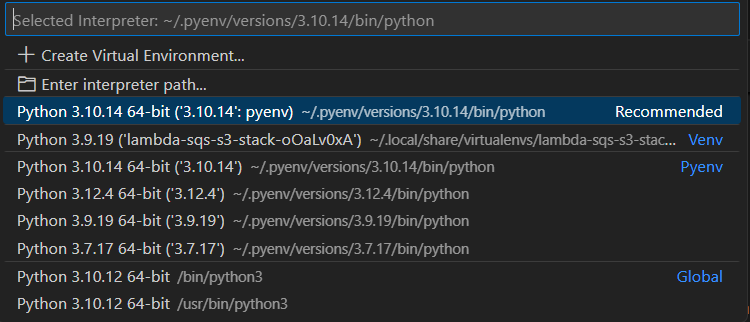 Selected Interpreter: ~/.pyenv/versions/3.10.14/bin/python
+ Create Virtual Environment...
Enter interpreter path...
Python 3.10.14 64-bit ('3.10.14': pyenv) ~/.pyenv/versions/3.10.14/bin/python Recommended
Python 3.9.19 ('lambda-sqs-s3-stack-oOaLv0xA') ~/.local/share/virtualenvs/lambda-sqs-s3-stac... Venv
Python 3.10.14 64-bit ('3.10.14') ~/.pyenv/versions/3.10.14/bin/python Pyenv
Python 3.12.4 64-bit ('3.12.4') ~/.pyenv/versions/3.12.4/bin/python
Python 3.9.19 64-bit ('3.9.19') ~/.pyenv/versions/3.9.19/bin/python
Python 3.7.17 64-bit ('3.7.17') ~/.pyenv/versions/3.7.17/bin/python
Python 3.10.12 64-bit /bin/python3 Global
Python 3.10.12 64-bit /usr/bin/python3